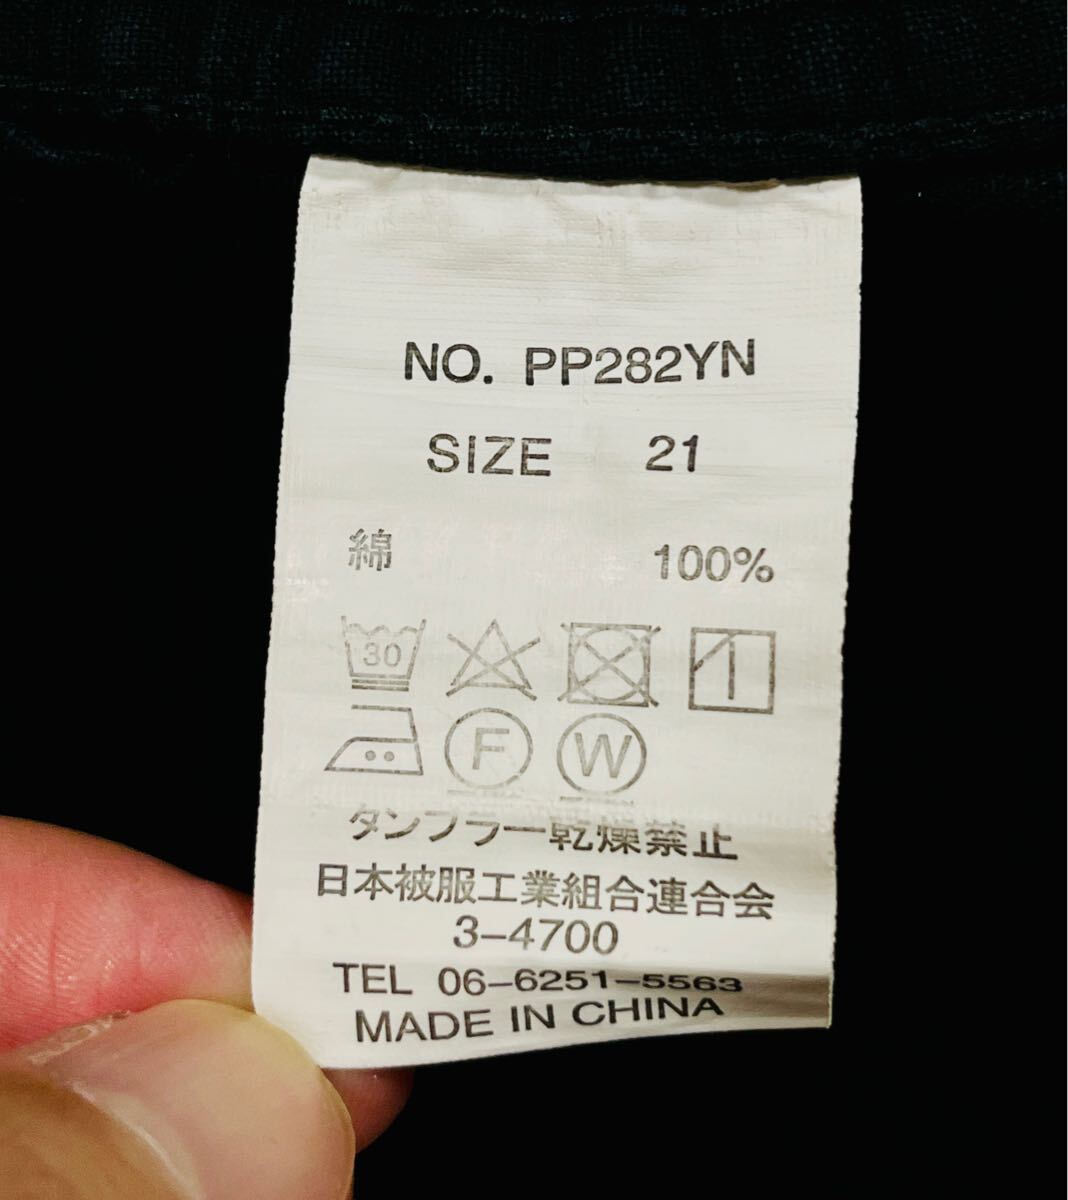 NO. PP282YN
SIZE 21
綿 100%
30
F W
タンブラー乾燥禁止
日本被服工業組合連合会
3-4700
TEL 06-6251-5563
MADE IN CHINA